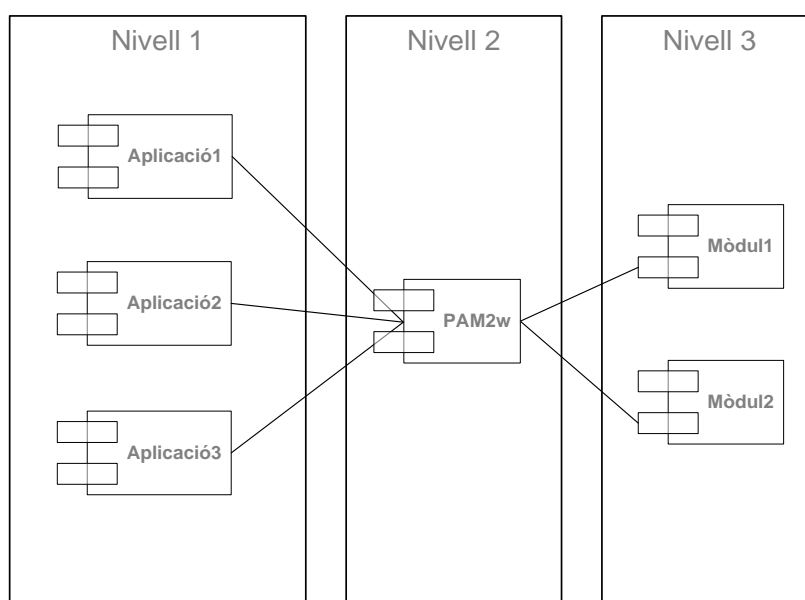 Nivell 1
Nivell 2
Nivell 3
Aplicació1
Aplicació2
Aplicació3
PAM2w
Mòdul1
Mòdul2